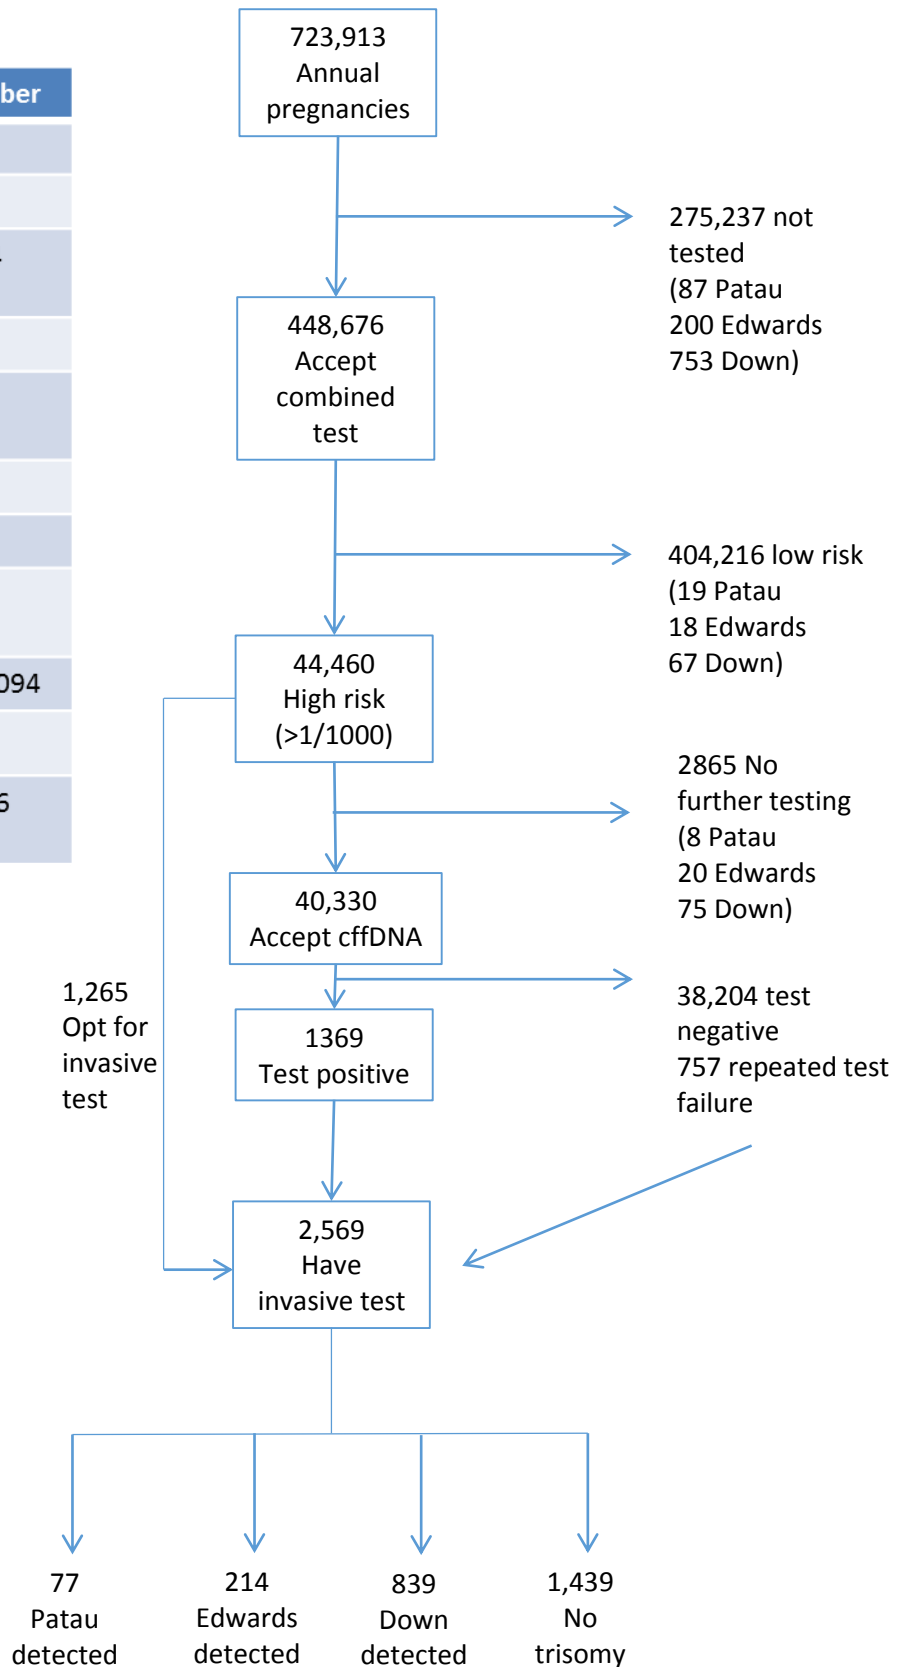 723,913
Annual
pregnancies
ber
275,237 not
tested
(87 Patau
200 Edwards
753 Down)
448,676
Accept
combined
test
404,216 low risk
(19 Patau
18 Edwards
67 Down)
44,460
High risk
(>1/1000)
094
2865 No
further testing
(8 Patau
20 Edwards
75 Down)
40,330
Accept cffDNA
1,265
Opt for
invasive
test
38,204 test
negative
757 repeated test
failure
1369
Test positive
2,569
Have
invasive test
77
Patau
detected
214
Edwards
detected
839
Down
detected
1,439
No
trisomy